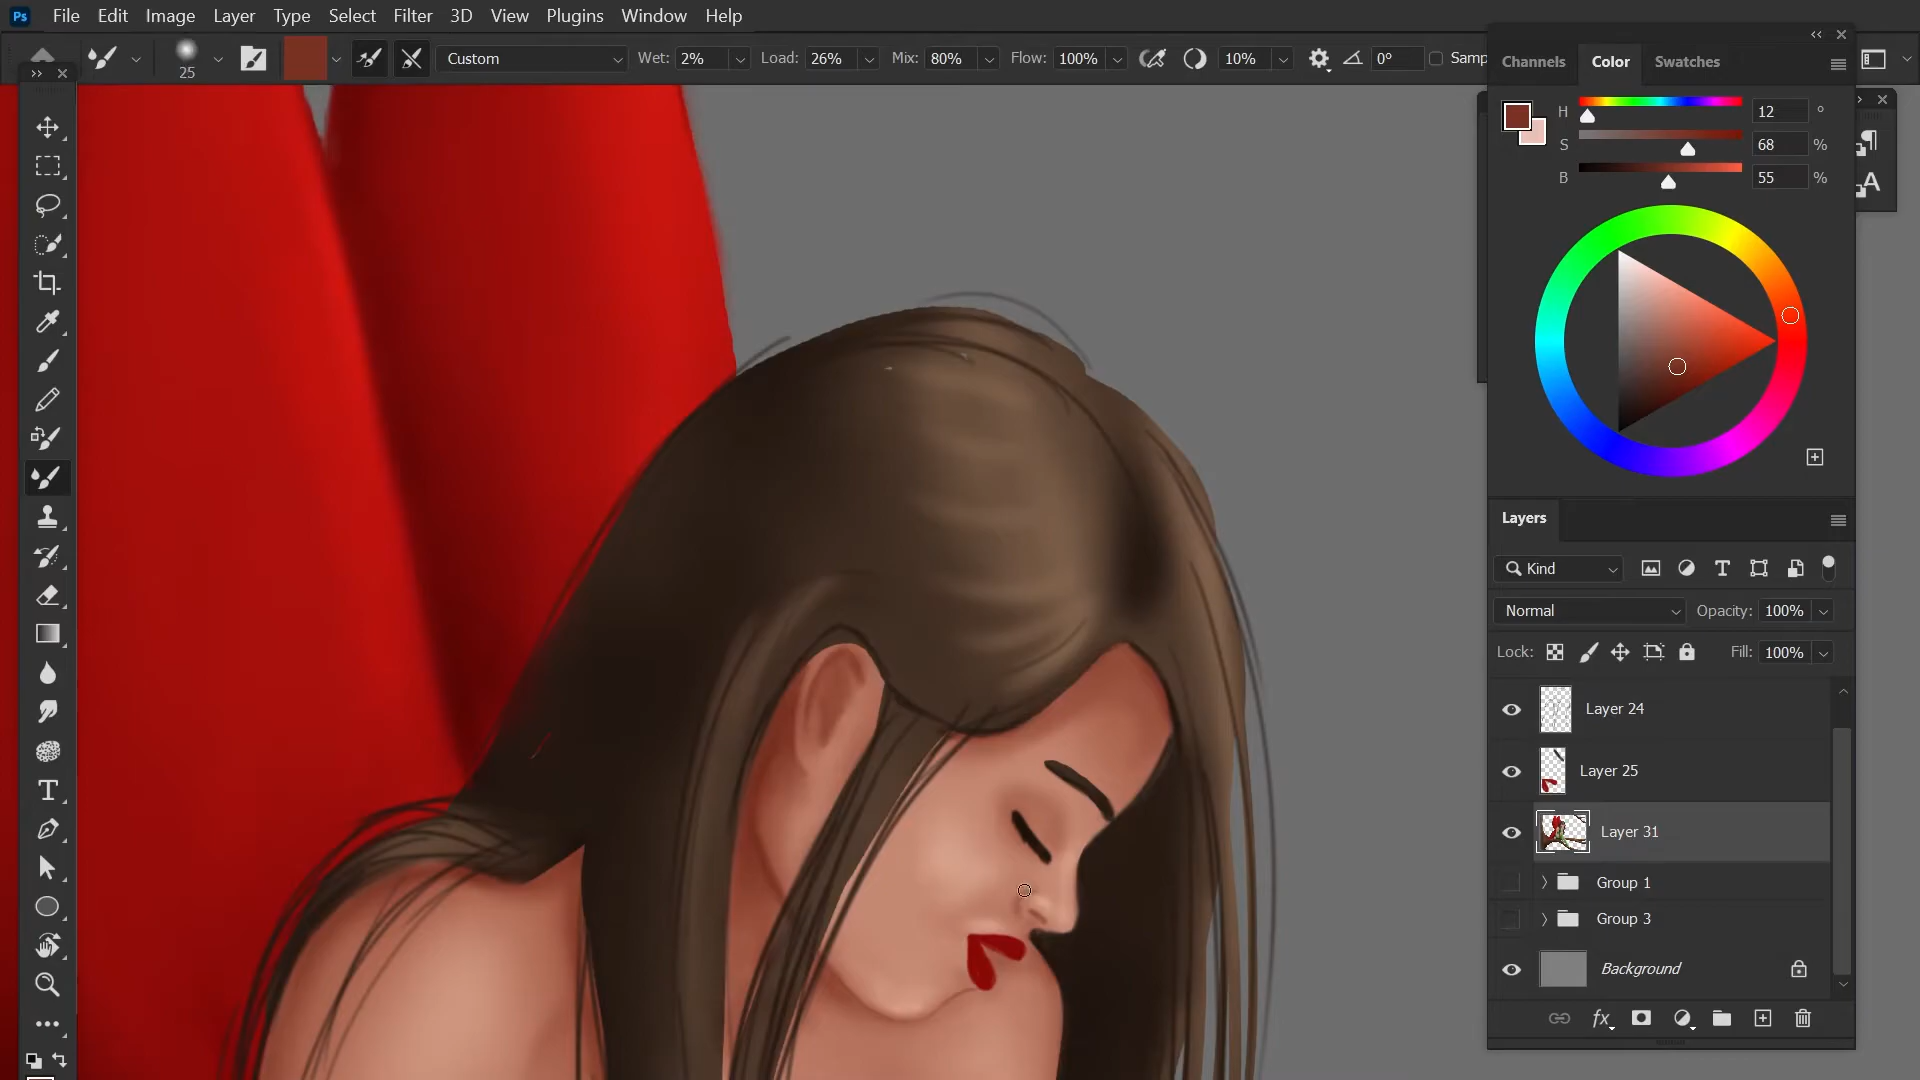 Ps File Edit Image Layer Type Select Filter 3D View Plugins Window Help
25 Custom Wet: 2% Load: 26% Mix: 80% Flow: 100% 10% 0° Samp
Channels Color Swatches
H 12 °
S 68 %
B 55 %
Layers
Kind
Normal Opacity: 100%
Lock: Fill: 100%
Layer 24
Layer 25
Layer 31
Group 1
Group 3
Background
fx